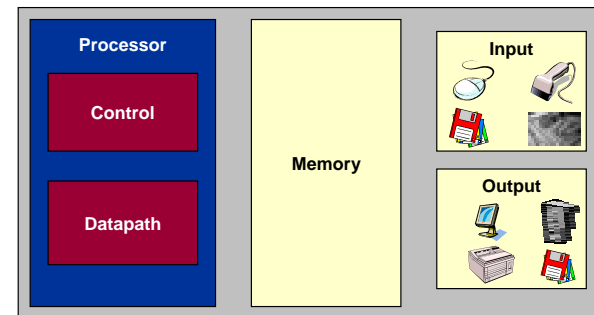 Processor
Control
Datapath
Memory
Input
Output